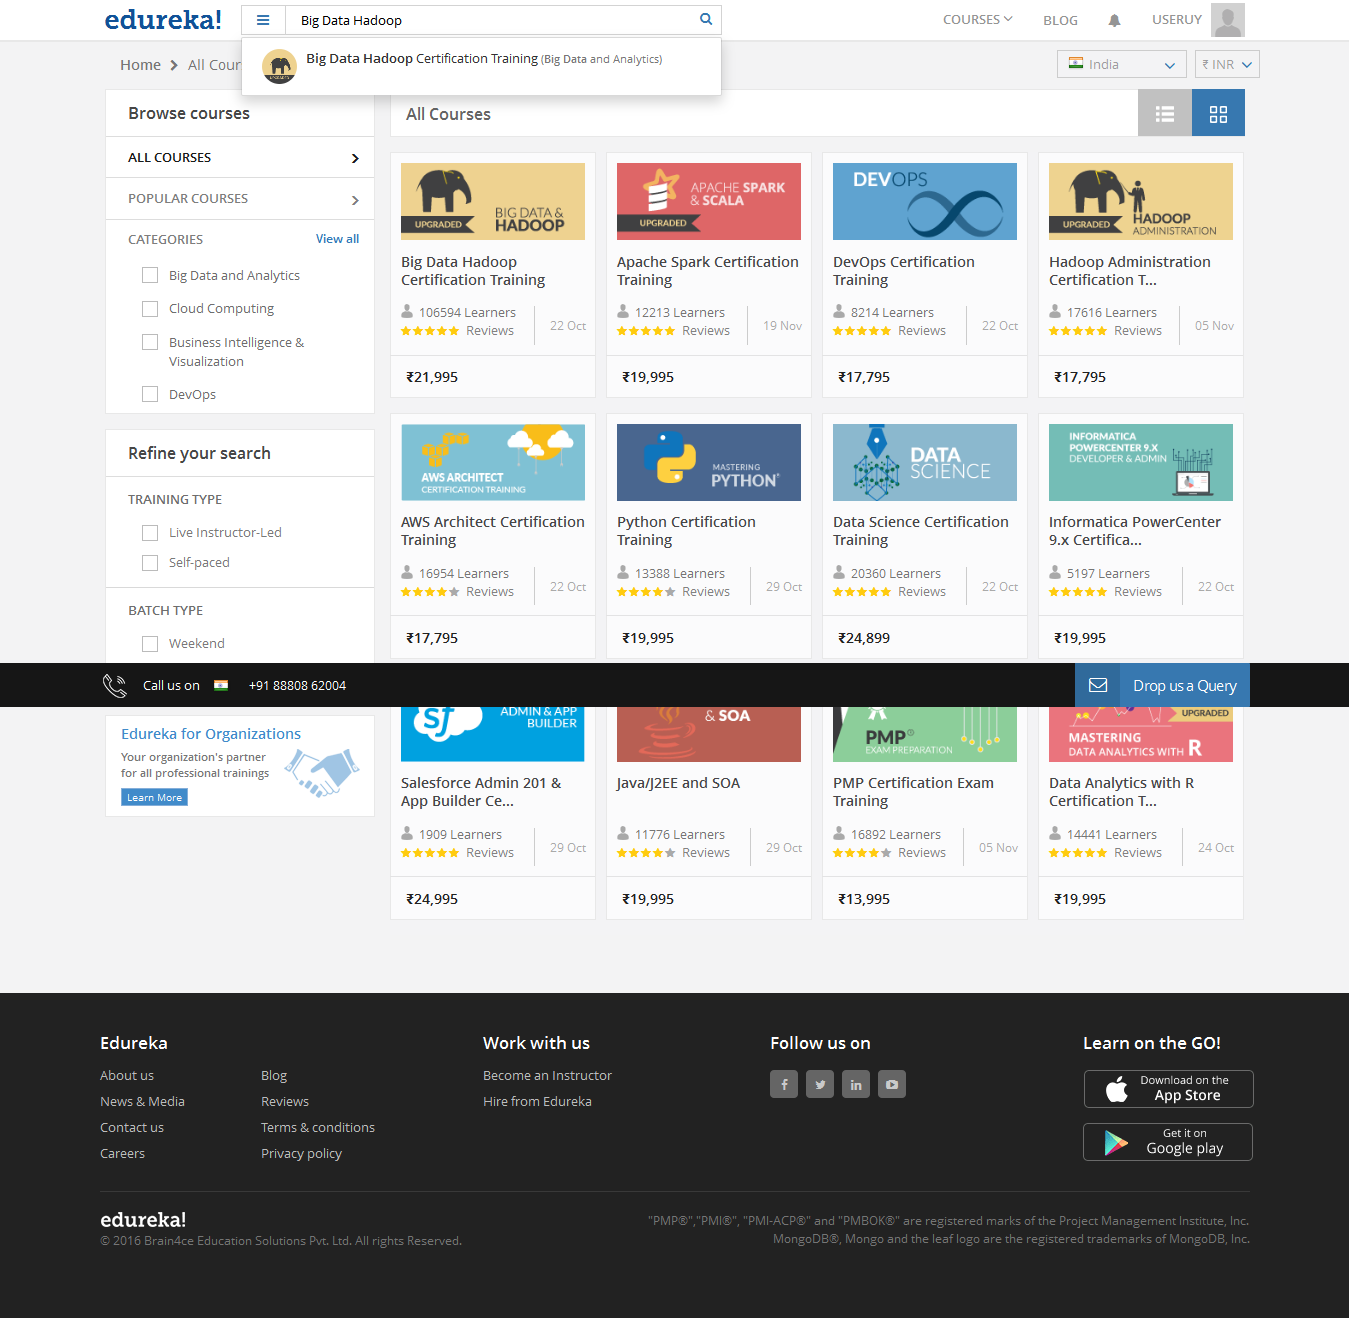 edureka!
Big Data Hadoop
COURSES
BLOG
USERUY
Big Data Hadoop Certification Training (Big Data and Analytics)
Home
All Cour
India
₹ INR
Browse courses
ALL COURSES
POPULAR COURSES
CATEGORIES
View all
Big Data and Analytics
Cloud Computing
Business Intelligence &
Visualization
DevOps
Refine your search
TRAINING TYPE
Live Instructor-Led
Self-paced
BATCH TYPE
Weekend
All Courses
UPGRADED
BIG DATA &
HADOOP
Big Data Hadoop
Certification Training
106594 Learners
Reviews
22 Oct
₹21,995
APACHE SPARK
& SCALA
UPGRADED
Apache Spark Certification
Training
12213 Learners
Reviews
19 Nov
₹19,995
DEVOPS
DevOps Certification
Training
8214 Learners
Reviews
22 Oct
₹17,795
UPGRADED
HADOOP
ADMINISTRATION
Hadoop Administration
Certification T...
17616 Learners
Reviews
05 Nov
₹17,795
AWS ARCHITECT
CERTIFICATION TRAINING
AWS Architect Certification
Training
16954 Learners
Reviews
22 Oct
₹17,795
MASTERING
PYTHON®
Python Certification
Training
13388 Learners
Reviews
29 Oct
₹19,995
DATA
SCIENCE
Data Science Certification
Training
20360 Learners
Reviews
22 Oct
₹24,899
INFORMATICA
POWERCENTER 9.X
DEVELOPER & ADMIN
Informatica PowerCenter
9.x Certifica...
5197 Learners
Reviews
22 Oct
₹19,995
Call us on
+91 88808 62004
Drop us a Query
Edureka for Organizations
Your organization's partner
for all professional trainings
Learn More
sf
ADMIN & APP
BUILDER
Salesforce Admin 201 &
App Builder Ce...
1909 Learners
Reviews
29 Oct
₹24,995
& SOA
Java/J2EE and SOA
11776 Learners
Reviews
29 Oct
₹19,995
PMP®
EXAM PREPARATION
PMP Certification Exam
Training
16892 Learners
Reviews
05 Nov
₹13,995
UPGRADED
MASTERING
DATA ANALYTICS WITH R
Data Analytics with R
Certification T...
14441 Learners
Reviews
24 Oct
₹19,995
Edureka
About us
News & Media
Contact us
Careers
Blog
Reviews
Terms & conditions
Privacy policy
Work with us
Become an Instructor
Hire from Edureka
Follow us on
Learn on the GO!
Download on the
App Store
Get it on
Google play
edureka!
© 2016 Brain4ce Education Solutions Pvt. Ltd. All rights Reserved.
"PMP®","PMI®", "PMI-ACP®" and "PMBOK®" are registered marks of the Project Management Institute, Inc.
MongoDB®, Mongo and the leaf logo are the registered trademarks of MongoDB, Inc.